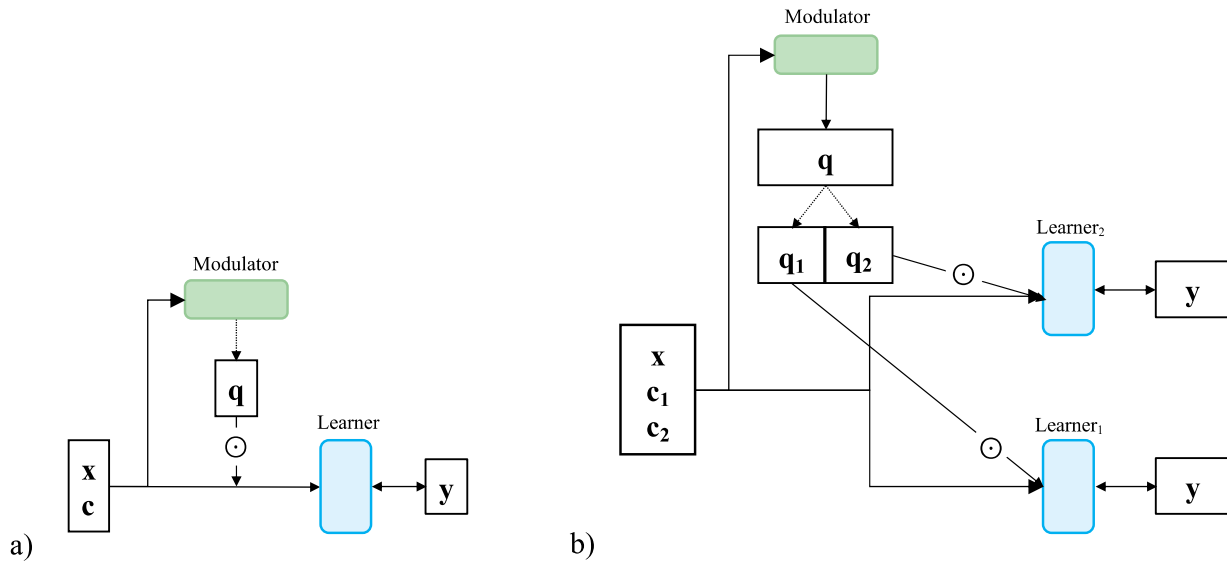 Modulator
q
Learner
x
c
y
a)
Modulator
q
q₁ q₂
Learner₂
y
x
c₁
c₂
Learner₁
y
b)